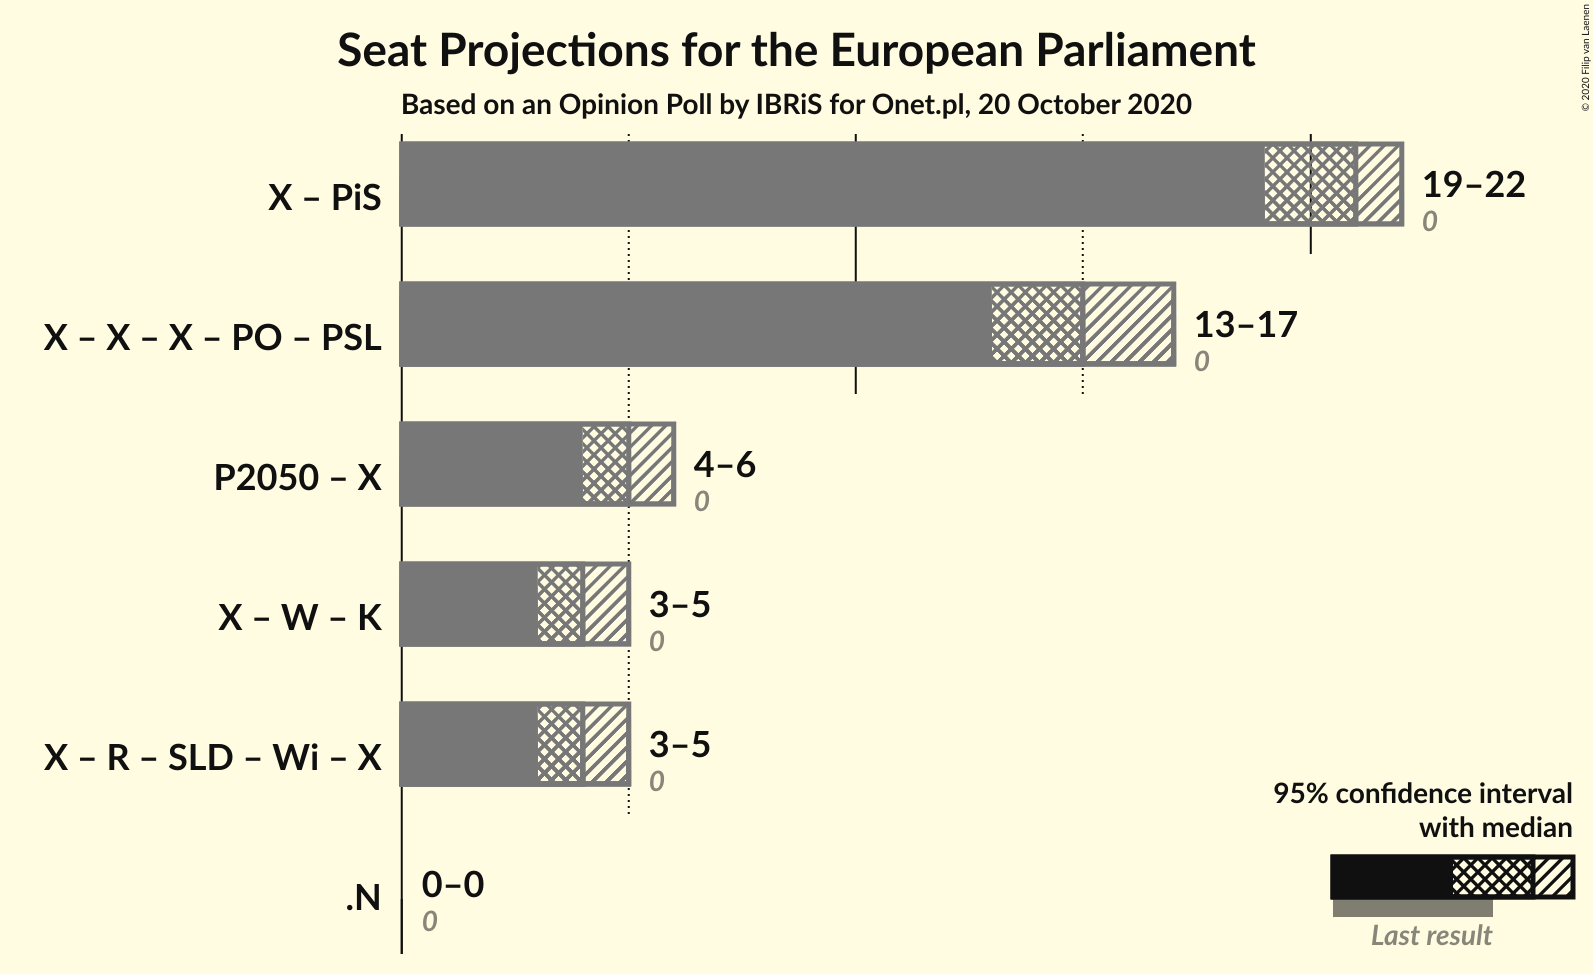 Seat Projections for the European Parliament
Based on an Opinion Poll by IBRiS for Onet.pl, 20 October 2020
© 2020 Filip van Laenen
X – PiS
19–22
0
X – X – X – PO – PSL
13–17
0
P2050 – X
4–6
0
X – W – K
3–5
0
X – R – SLD – Wi – X
3–5
0
.N
0–0
0
95% confidence interval
with median
Last result